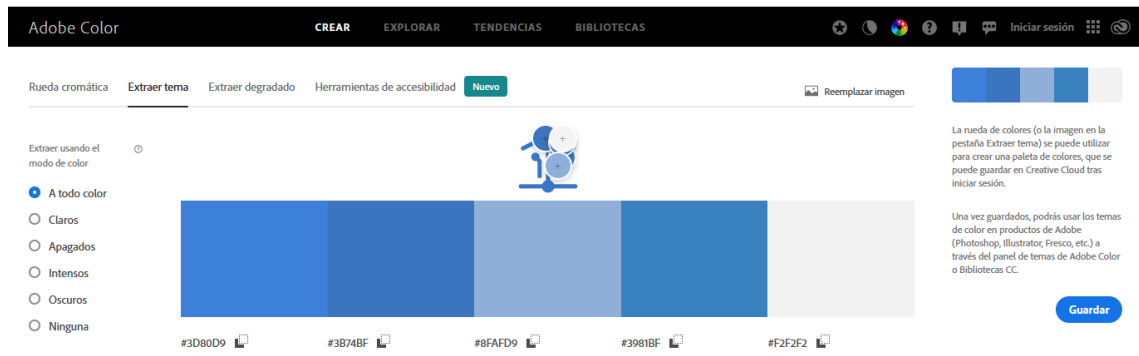 Adobe Color
CREAR EXPLORAR TENDENCIAS BIBLIOTECAS
Iniciar sesión
Rueda cromática Extraer tema Extraer degradado Herramientas de accesibilidad Nuevo
Reemplazar imagen
Extraer usando el
modo de color
A todo color
Claros
Apagados
Intensos
Oscuros
Ninguna
#3D80D9 #3B74BF #8FAFD9 #3981BF #F2F2F2
La rueda de colores (o la imagen en la
pestaña Extraer tema) se puede utilizar
para crear una paleta de colores, que se
puede guardar en Creative Cloud tras
iniciar sesión.
Una vez guardados, podrás usar los temas
de color en productos de Adobe
(Photoshop, Illustrator, Fresco, etc.) a
través del panel de temas de Adobe Color
o Bibliotecas CC.
Guardar